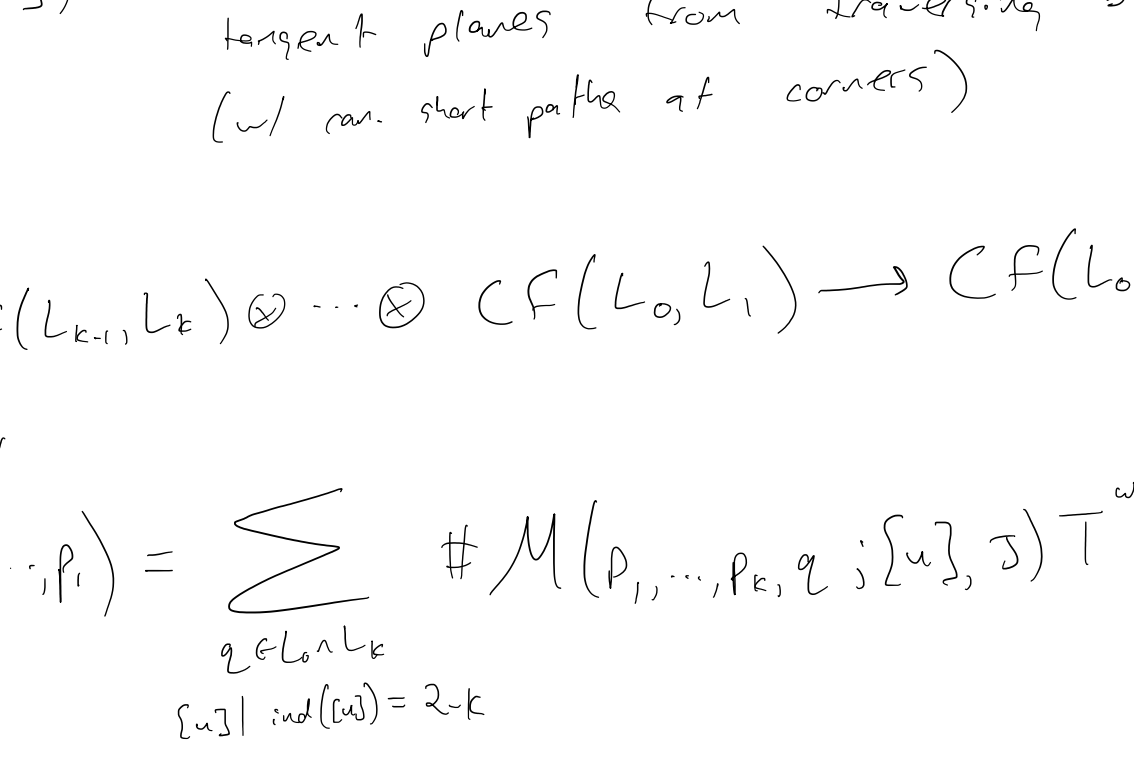 tangent planes from traversing
(w/ can. short paths at corners)
(L_{k-1}, L_k) ⊗ ... ⊗ CF(L_0, L_1) → CF(L_0
..., p_1) = Σ # M(p_1, ..., p_k, q ; [u], J) T^ω
q ∈ L_0 ∩ L_k
[u] | ind([u]) = 2-k